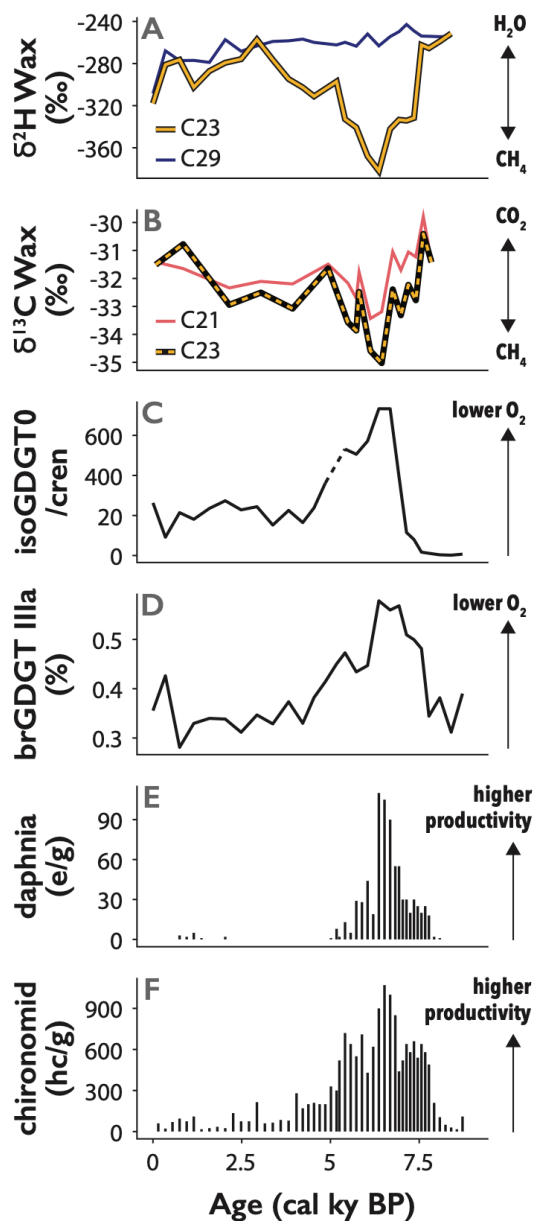 A
δ²H Wax
(‰)
-240
-280
-320
-360
C23
C29
H₂O
CH₄
B
δ¹³C Wax
(‰)
-30
-31
-32
-33
-34
-35
C21
C23
CO₂
CH₄
C
isoGDGT0
/cren
600
400
20
0
lower O₂
D
brGDGT IIIa
(%)
0.5
0.4
0.3
lower O₂
E
daphnia
(e/g)
90
60
30
0
higher
productivity
F
chironomid
(hc/g)
900
600
300
0
higher
productivity
0 2.5 5 7.5
Age (cal ky BP)